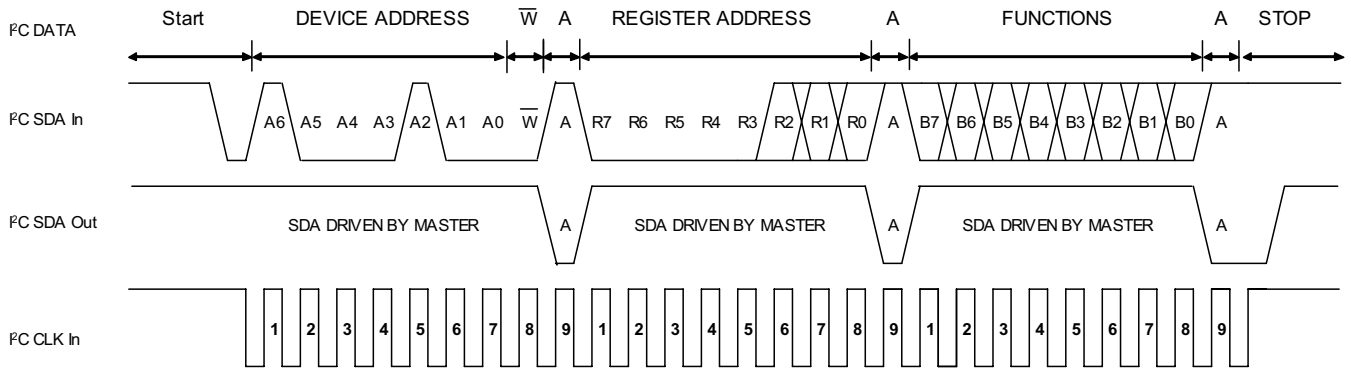 I²C DATA Start DEVICE ADDRESS W̅ A REGISTER ADDRESS A FUNCTIONS A STOP
I²C SDA In A6 A5 A4 A3 A2 A1 A0 W̅ A R7 R6 R5 R4 R3 R2 R1 R0 A B7 B6 B5 B4 B3 B2 B1 B0 A
I²C SDA Out SDA DRIVEN BY MASTER A SDA DRIVEN BY MASTER A SDA DRIVEN BY MASTER A
I²C CLK In 1 2 3 4 5 6 7 8 9 1 2 3 4 5 6 7 8 9 1 2 3 4 5 6 7 8 9